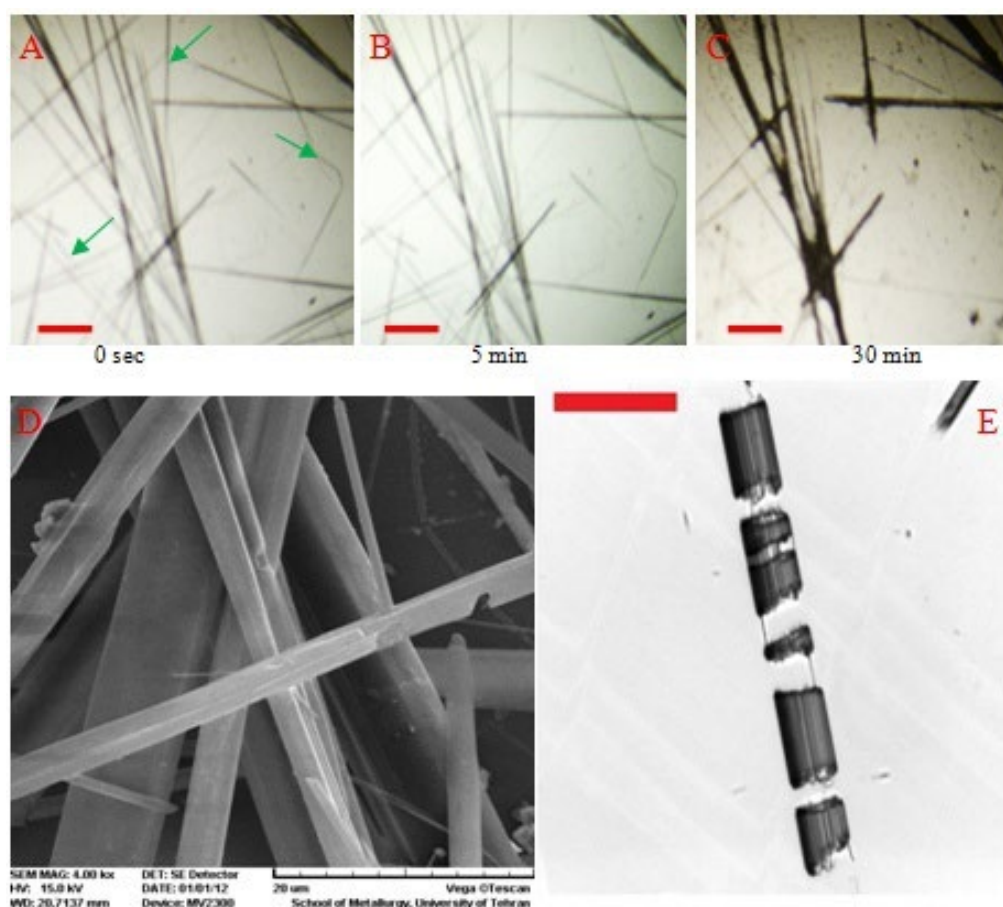 A
B
C
0 sec
5 min
30 min
D
E
SEM MAG: 4.00 kx
DET: SE Detector
HV: 15.0 kV
DATE: 01/01/12
20 um
Vega ©Tescan
WD: 20.7137 mm
Device: MV2300
School of Metallurgy, University of Tehran